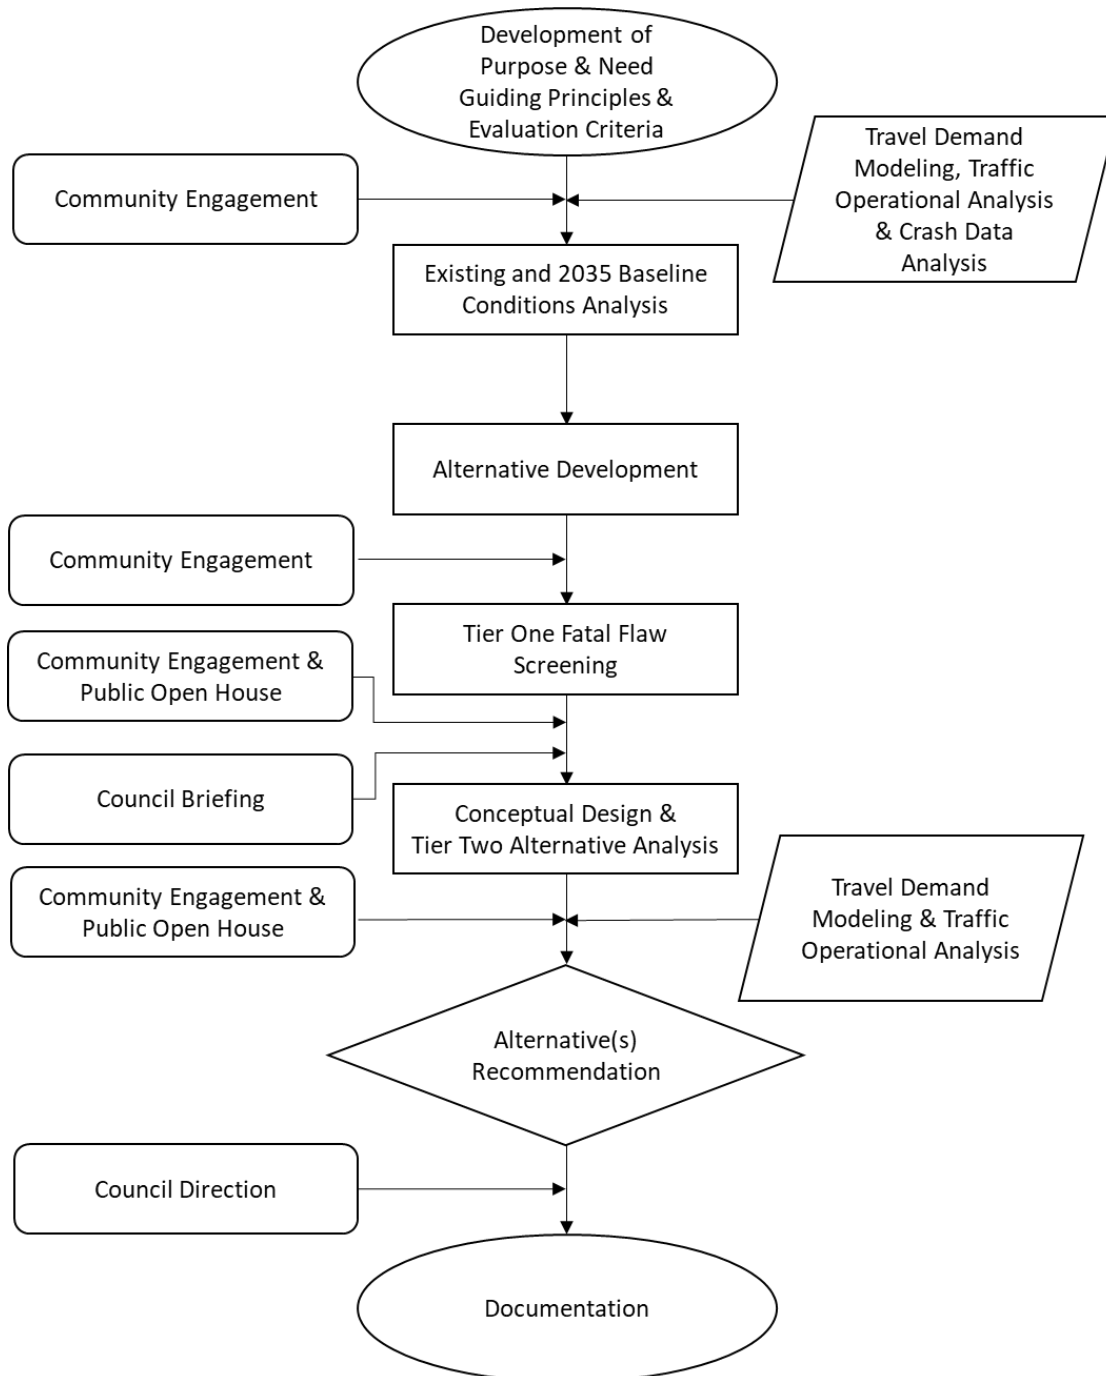 Development of
Purpose & Need
Guiding Principles &
Evaluation Criteria
Community Engagement
Travel Demand
Modeling, Traffic
Operational Analysis
& Crash Data
Analysis
Existing and 2035 Baseline
Conditions Analysis
Alternative Development
Community Engagement
Tier One Fatal Flaw
Screening
Community Engagement &
Public Open House
Council Briefing
Conceptual Design &
Tier Two Alternative Analysis
Community Engagement &
Public Open House
Travel Demand
Modeling & Traffic
Operational Analysis
Alternative(s)
Recommendation
Council Direction
Documentation